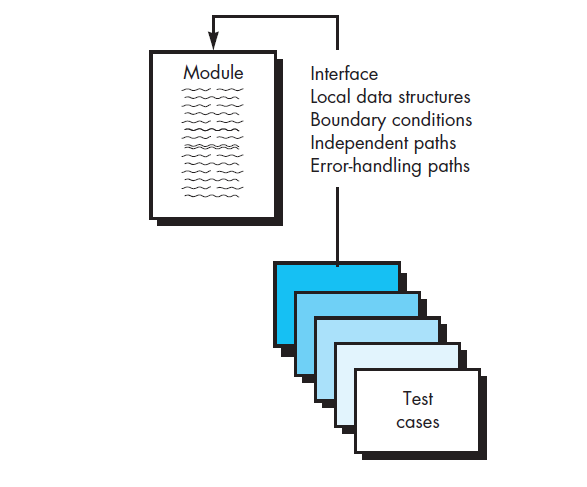 Module
Interface
Local data structures
Boundary conditions
Independent paths
Error-handling paths
Test
cases